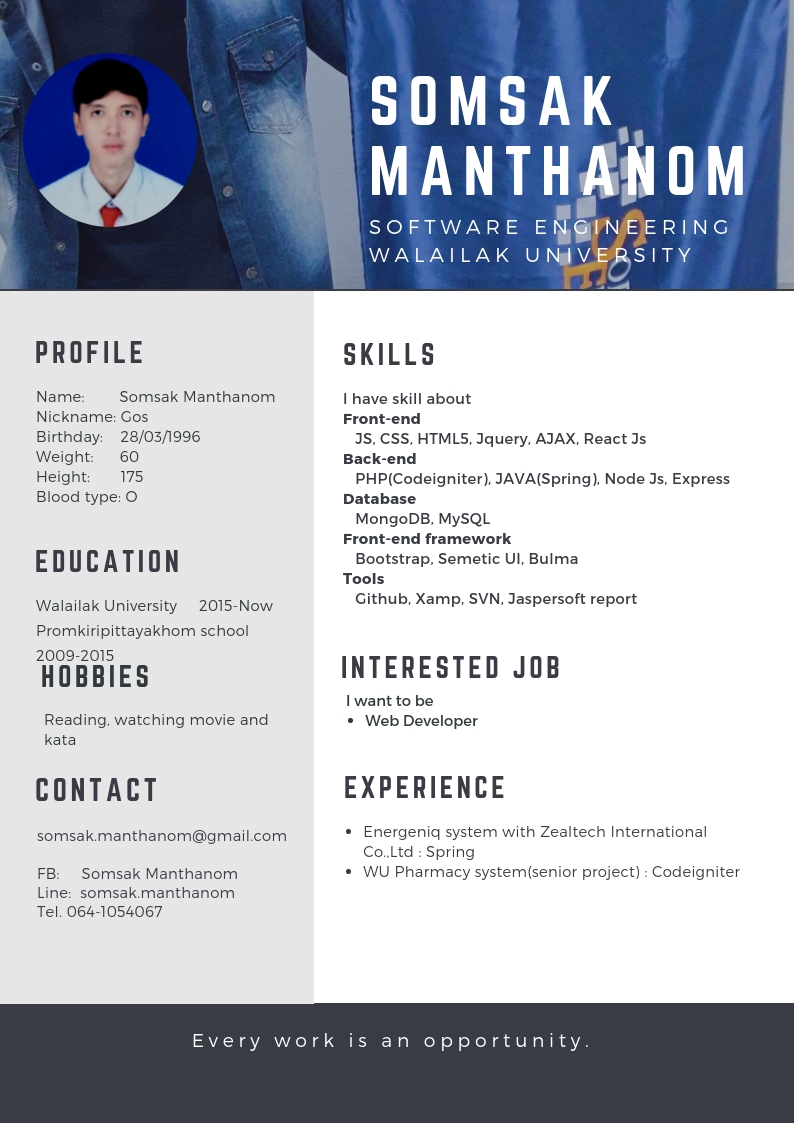 SOMSAK
MANTHANOM
SOFTWARE ENGINEERING
WALAILAK UNIVERSITY
SE
PROFILE
Name: Somsak Manthanom
Nickname: Gos
Birthday: 28/03/1996
Weight: 60
Height: 175
Blood type: O
EDUCATION
Walailak University 2015-Now
Promkiripittayakhom school
2009-2015
HOBBIES
Reading, watching movie and
kata
CONTACT
somsak.manthanom@gmail.com
FB: Somsak Manthanom
Line: somsak.manthanom
Tel. 064-1054067
SKILLS
I have skill about
Front-end
JS, CSS, HTML5, Jquery, AJAX, React Js
Back-end
PHP(Codeigniter), JAVA(Spring), Node Js, Express
Database
MongoDB, MySQL
Front-end framework
Bootstrap, Semetic UI, Bulma
Tools
Github, Xamp, SVN, Jaspersoft report
INTERESTED JOB
I want to be
• Web Developer
EXPERIENCE
• Energeniq system with Zealtech International
Co.,Ltd : Spring
• WU Pharmacy system(senior project) : Codeigniter
Every work is an opportunity.